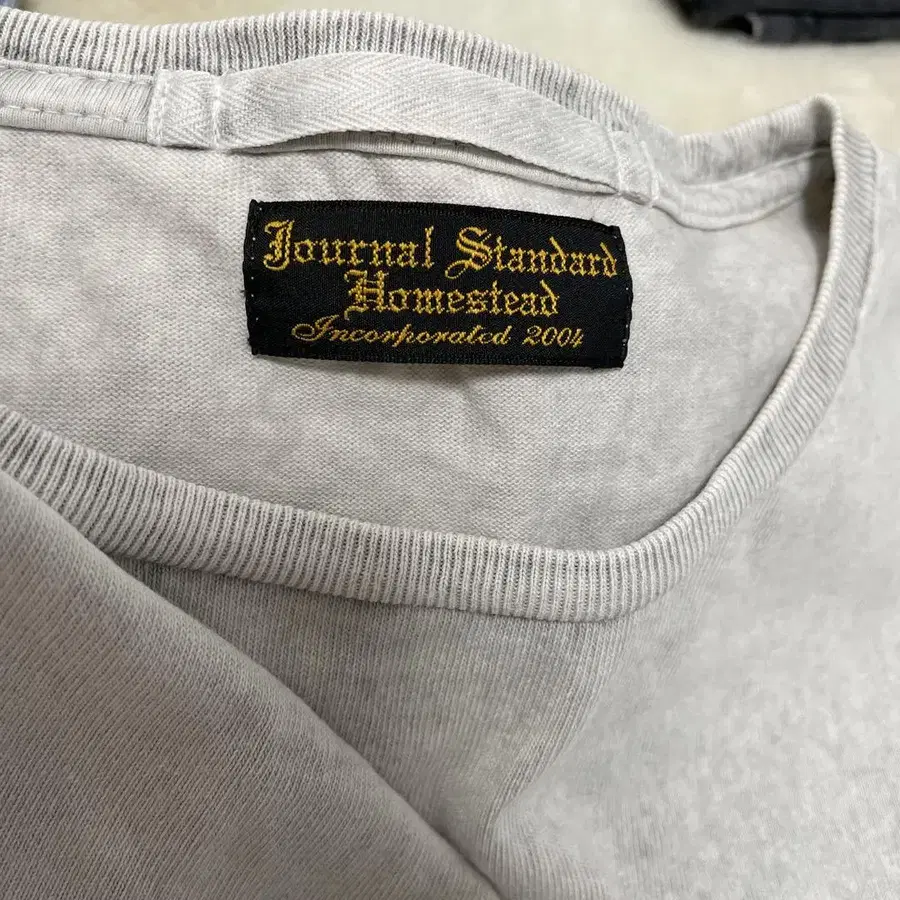 Journal Standard
Homestead
Incorporated 2004